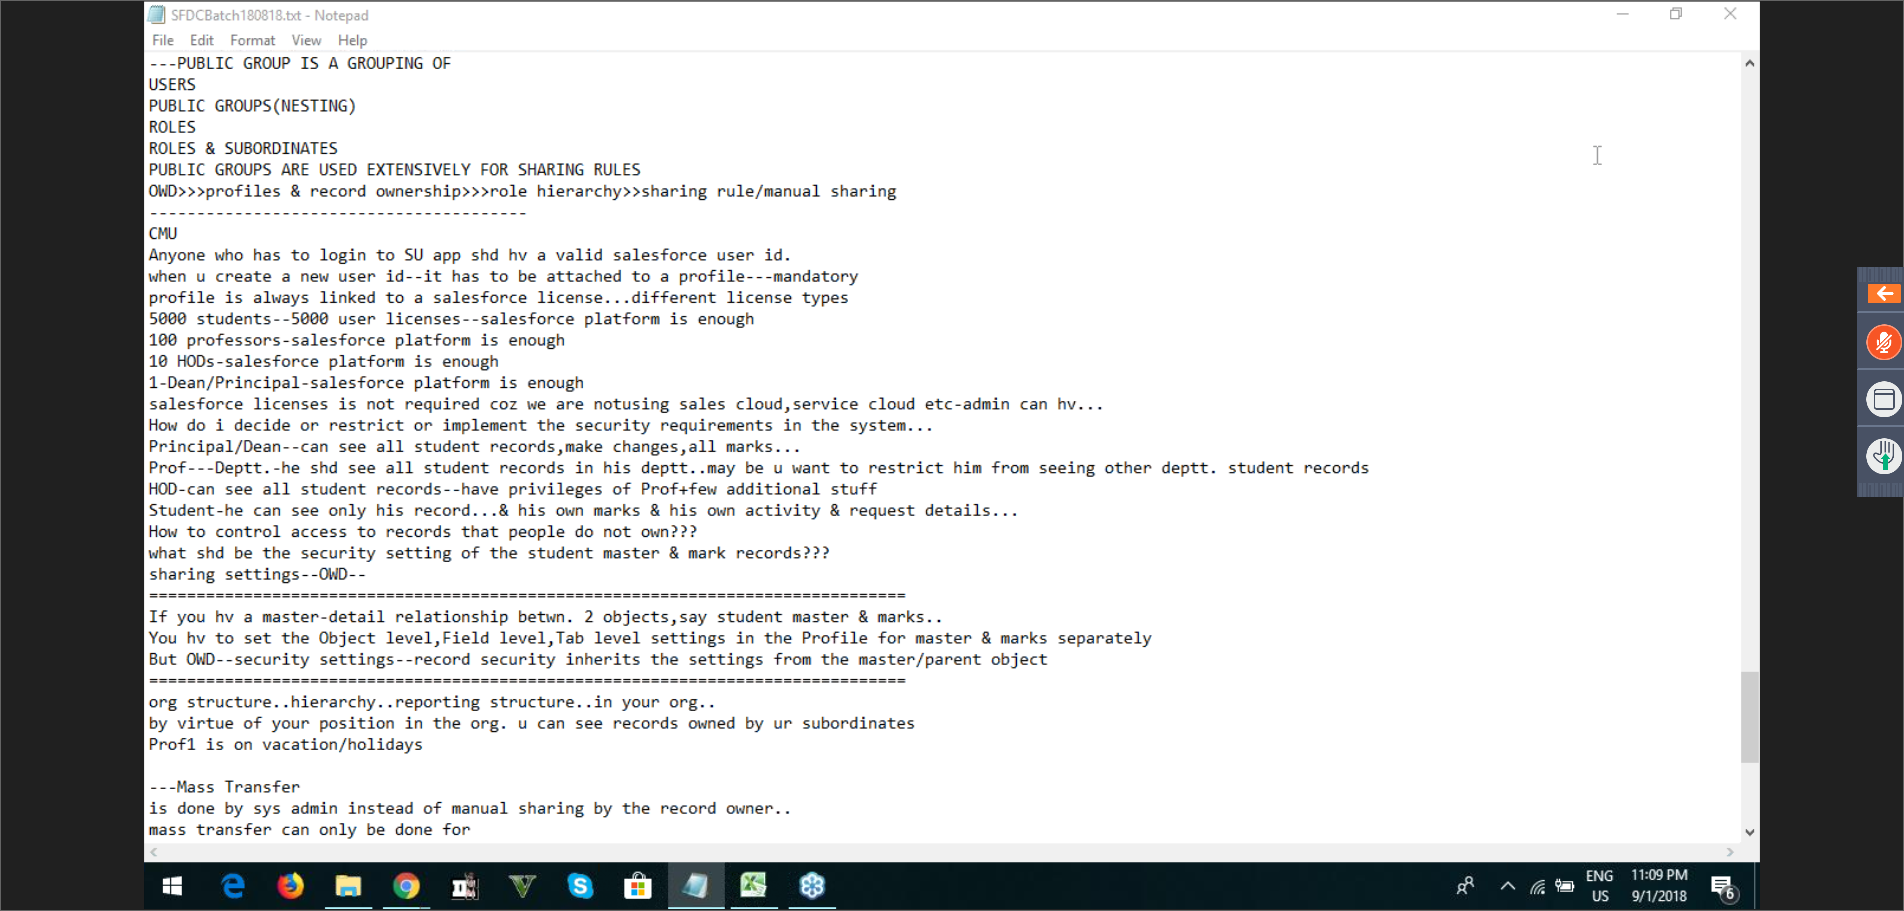 SFDCBatch180818.txt - Notepad
File Edit Format View Help
---PUBLIC GROUP IS A GROUPING OF
USERS
PUBLIC GROUPS(NESTING)
ROLES
ROLES & SUBORDINATES
PUBLIC GROUPS ARE USED EXTENSIVELY FOR SHARING RULES
OWD>>>profiles & record ownership>>>role hierarchy>>sharing rule/manual sharing
----------------------------------------
CMU
Anyone who has to login to SU app shd hv a valid salesforce user id.
when u create a new user id--it has to be attached to a profile---mandatory
profile is always linked to a salesforce license...different license types
5000 students--5000 user licenses--salesforce platform is enough
100 professors-salesforce platform is enough
10 HODs-salesforce platform is enough
1-Dean/Principal-salesforce platform is enough
salesforce licenses is not required coz we are notusing sales cloud,service cloud etc-admin can hv...
How do i decide or restrict or implement the security requirements in the system...
Principal/Dean--can see all student records,make changes,all marks...
Prof---Deptt.-he shd see all student records in his deptt..may be u want to restrict him from seeing other deptt. student records
HOD-can see all student records--have privileges of Prof+few additional stuff
Student-he can see only his record...& his own marks & his own activity & request details...
How to control access to records that people do not own???
what shd be the security setting of the student master & mark records???
sharing settings--OWD--
================================================================================
If you hv a master-detail relationship betwn. 2 objects,say student master & marks..
You hv to set the Object level,Field level,Tab level settings in the Profile for master & marks separately
But OWD--security settings--record security inherits the settings from the master/parent object
================================================================================
org structure..hierarchy..reporting structure..in your org..
by virtue of your position in the org. u can see records owned by ur subordinates
Prof1 is on vacation/holidays
---Mass Transfer
is done by sys admin instead of manual sharing by the record owner..
mass transfer can only be done for
ENG 11:09 PM
US 9/1/2018 6